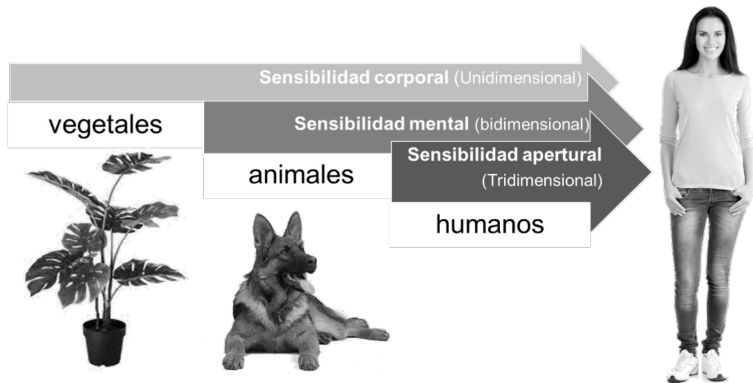 Sensibilidad corporal (Unidimensional)
vegetales
Sensibilidad mental (bidimensional)
animales
Sensibilidad apertural
(Tridimensional)
humanos